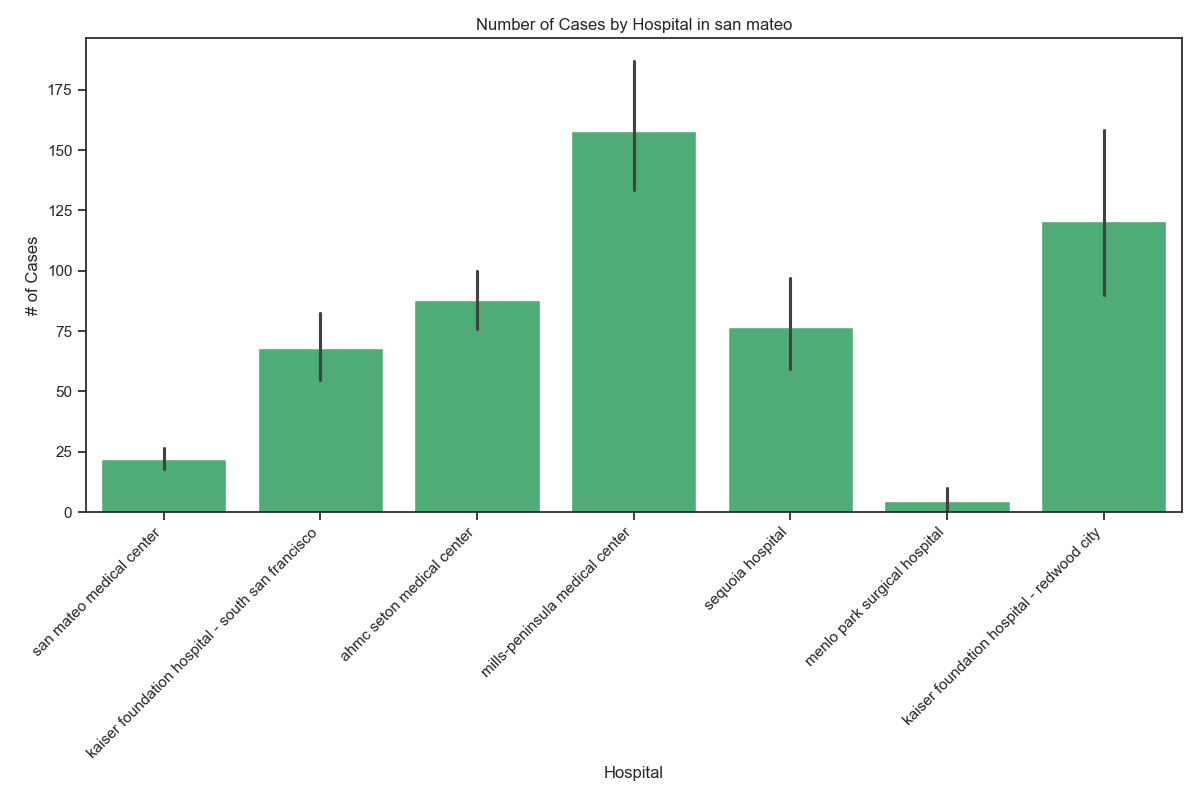 Number of Cases by Hospital in san mateo
# of Cases
175
150
125
100
75
50
25
0
san mateo medical center
kaiser foundation hospital - south san francisco
ahmc seton medical center
mills-peninsula medical center
sequoia hospital
menlo park surgical hospital
kaiser foundation hospital - redwood city
Hospital